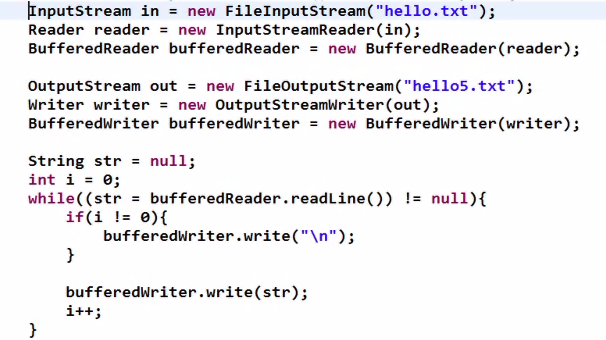 InputStream in = new FileInputStream("hello.txt");
Reader reader = new InputStreamReader(in);
BufferedReader bufferedReader = new BufferedReader(reader);

OutputStream out = new FileOutputStream("hello5.txt");
Writer writer = new OutputStreamWriter(out);
BufferedWriter bufferedWriter = new BufferedWriter(writer);

String str = null;
int i = 0;
while((str = bufferedReader.readLine()) != null){
    if(i != 0){
        bufferedWriter.write("\n");
    }

    bufferedWriter.write(str);
    i++;
}